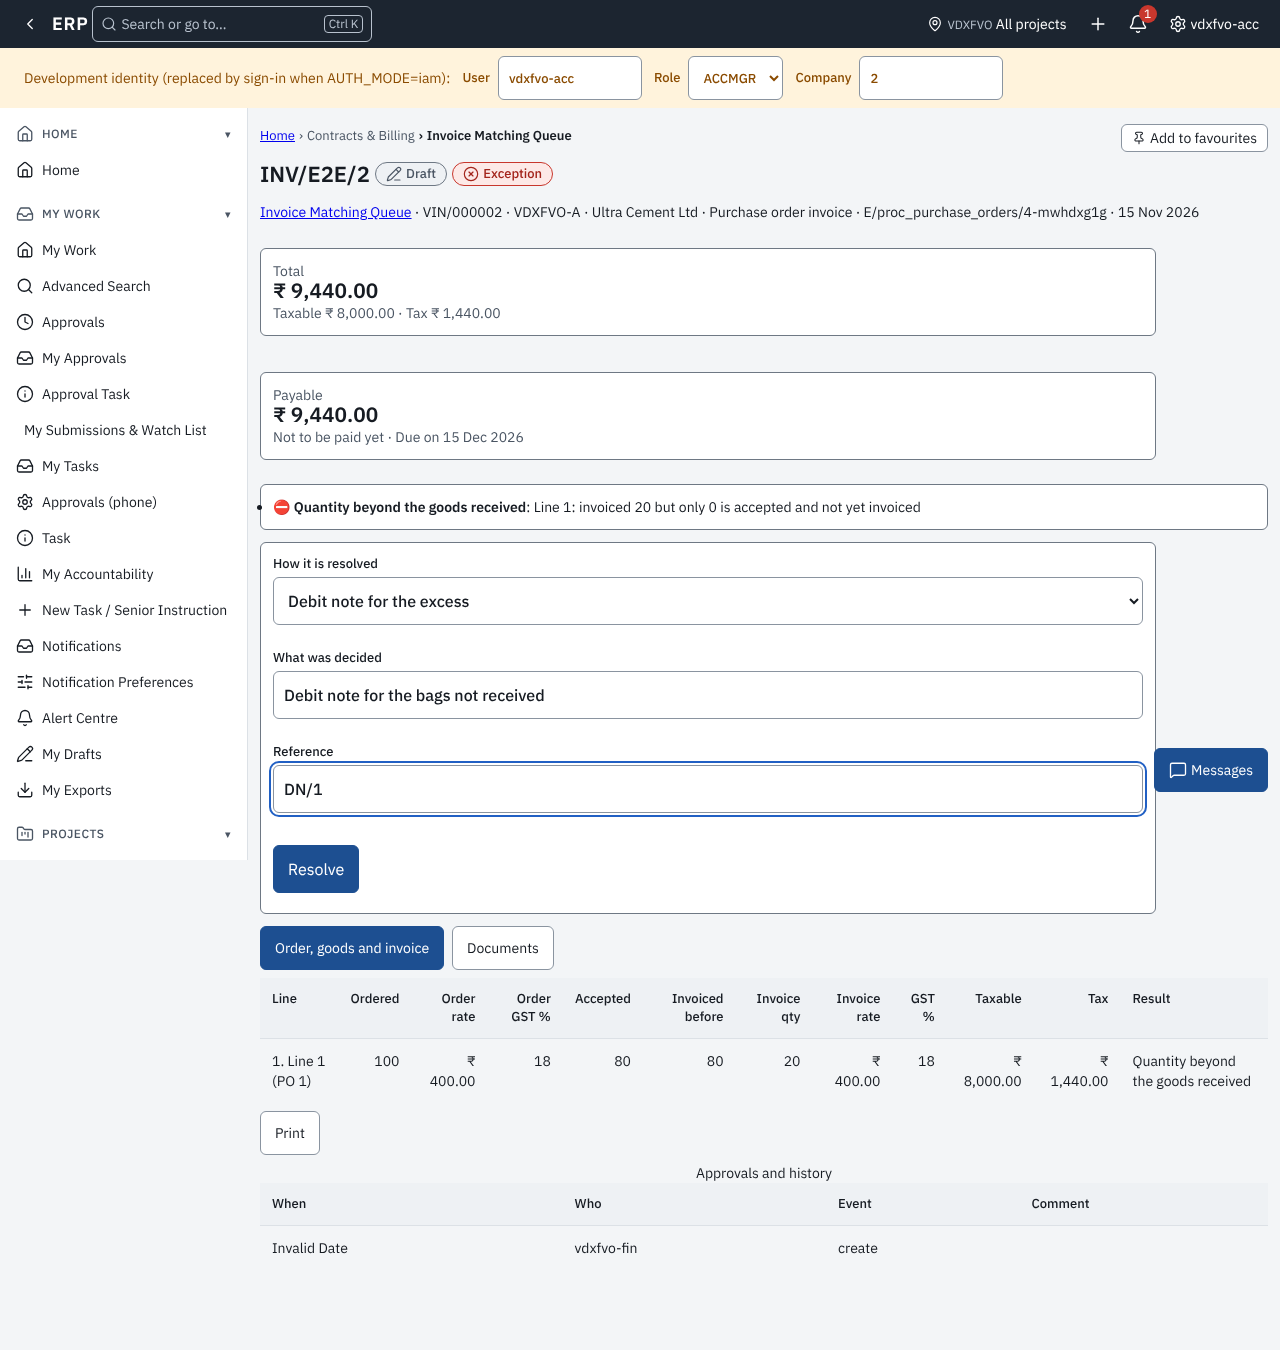 ERP
Search or go to...
Ctrl K
VDXFVO All projects
1
vdxfvo-acc
Development identity (replaced by sign-in when AUTH_MODE=iam):
User
vdxfvo-acc
Role
ACCMGR
Company
2
HOME
Home
MY WORK
My Work
Advanced Search
Approvals
My Approvals
Approval Task
My Submissions & Watch List
My Tasks
Approvals (phone)
Task
My Accountability
New Task / Senior Instruction
Notifications
Notification Preferences
Alert Centre
My Drafts
My Exports
PROJECTS
Home › Contracts & Billing › Invoice Matching Queue
Add to favourites
INV/E2E/2
Draft
Exception
Invoice Matching Queue · VIN/000002 · VDXFVO-A · Ultra Cement Ltd · Purchase order invoice · E/proc_purchase_orders/4-mwhdxg1g · 15 Nov 2026
Total
₹ 9,440.00
Taxable ₹ 8,000.00 · Tax ₹ 1,440.00
Payable
₹ 9,440.00
Not to be paid yet · Due on 15 Dec 2026
Quantity beyond the goods received: Line 1: invoiced 20 but only 0 is accepted and not yet invoiced
How it is resolved
Debit note for the excess
What was decided
Debit note for the bags not received
Reference
DN/1
Messages
Resolve
Order, goods and invoice
Documents
Line
Ordered
Order rate
Order GST %
Accepted
Invoiced before
Invoice qty
Invoice rate
GST %
Taxable
Tax
Result
1. Line 1 (PO 1)
100
₹ 400.00
18
80
80
20
₹ 400.00
18
₹ 8,000.00
₹ 1,440.00
Quantity beyond the goods received
Print
Approvals and history
When
Who
Event
Comment
Invalid Date
vdxfvo-fin
create